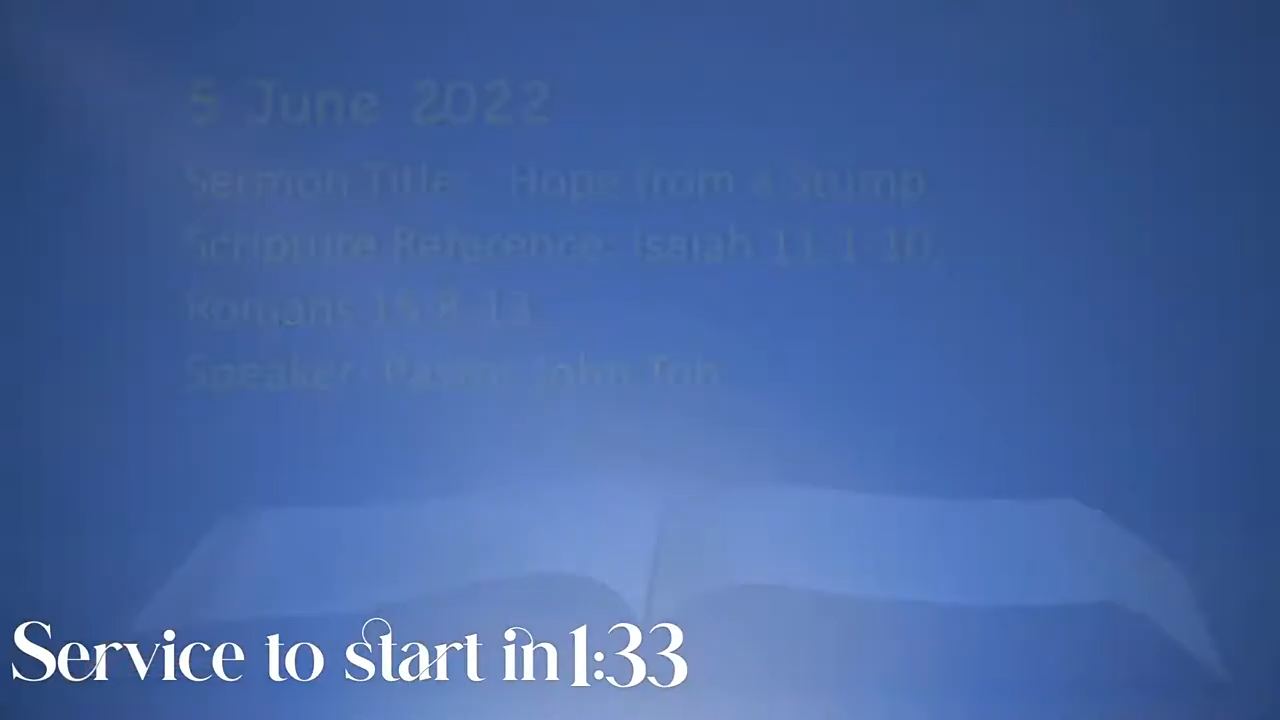 5 June 2022
Sermon Title: Hope from a Stump
Scripture Reference: Isaiah 11:1-10,
Romans 15:8-13
Speaker: Pastor John Toh
Service to start in 1:33